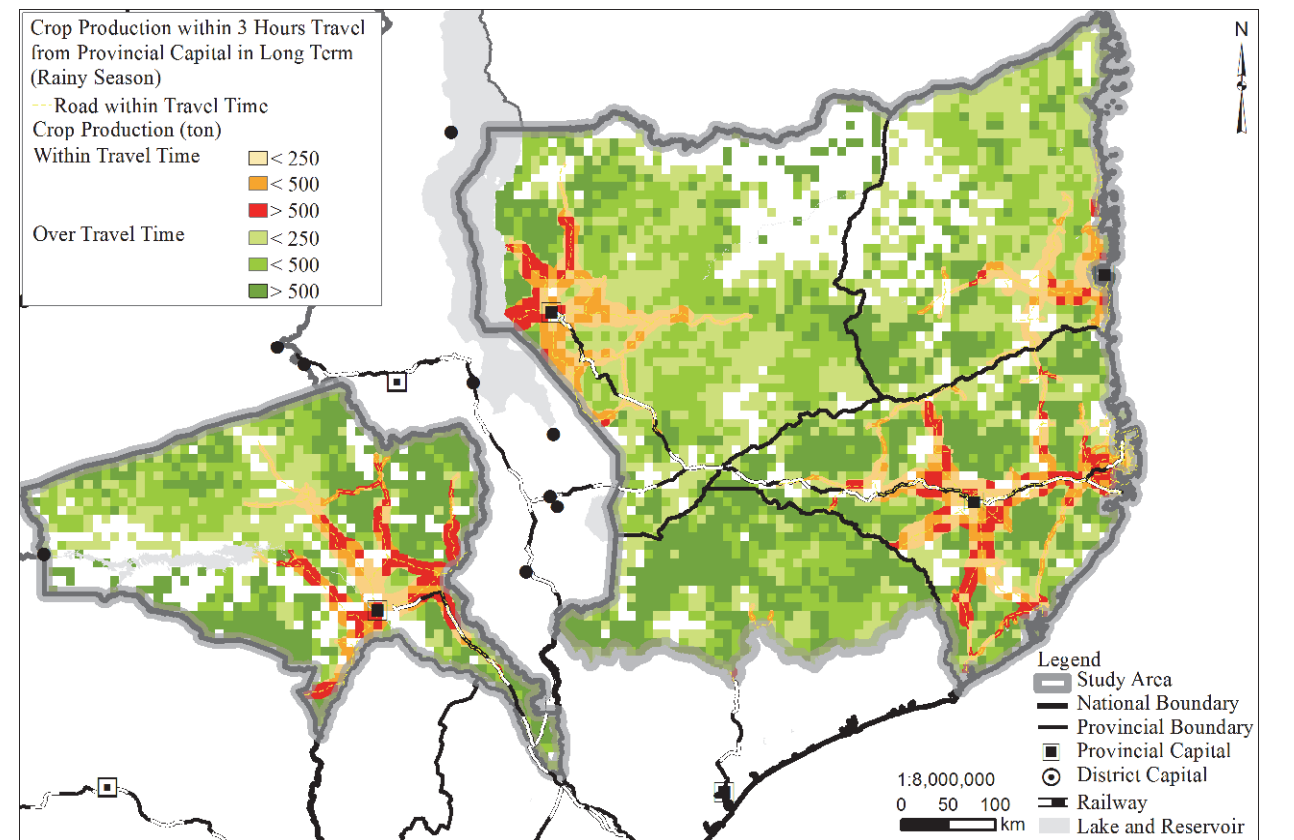 Crop Production within 3 Hours Travel
from Provincial Capital in Long Term
(Rainy Season)
Road within Travel Time
Crop Production (ton)
Within Travel Time
< 250
< 500
> 500
Over Travel Time
< 250
< 500
> 500
N
Legend
Study Area
National Boundary
Provincial Boundary
Provincial Capital
District Capital
Railway
Lake and Reservoir
1:8,000,000
0 50 100
km